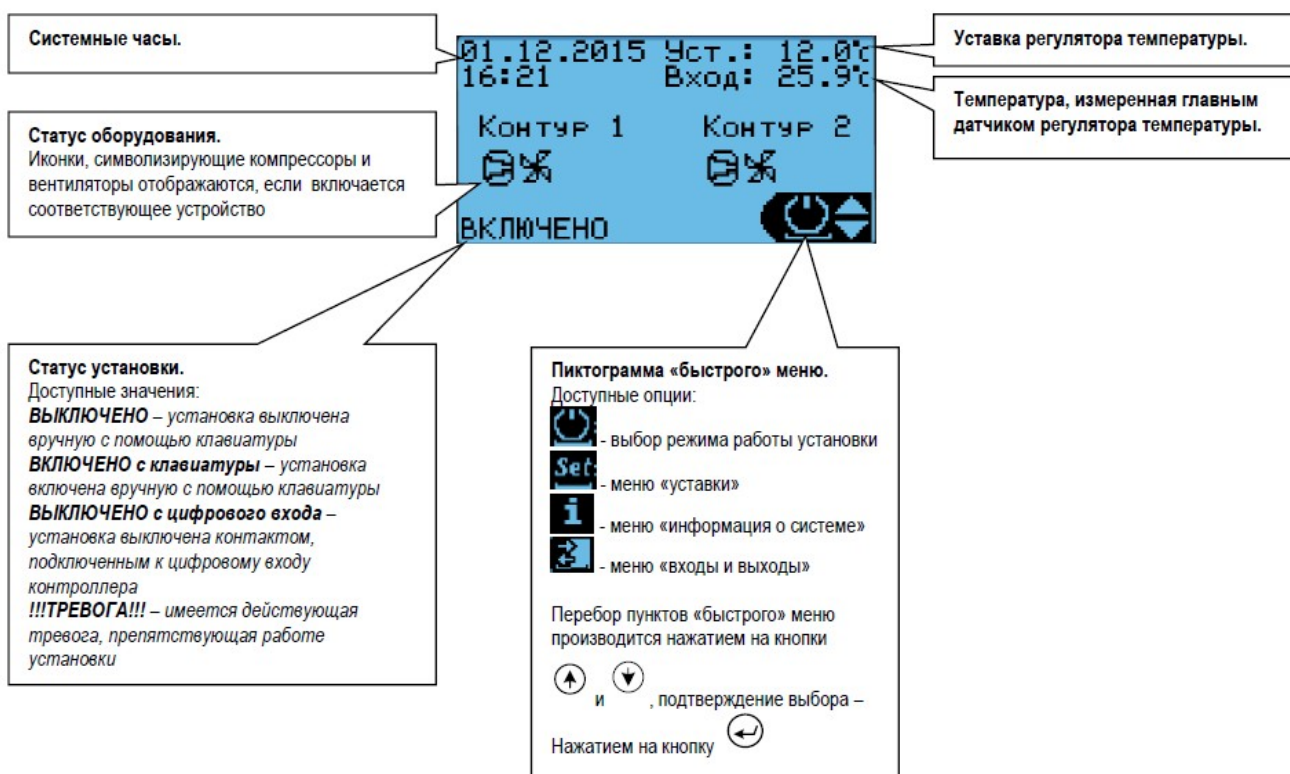 Системные часы.
01.12.2015 Уст.: 12.0°c
16:21 Вход: 25.9°c
Контур 1 Контур 2
ВКЛЮЧЕНО
Уставка регулятора температуры.
Температура, измеренная главным
датчиком регулятора температуры.
Статус оборудования.
Иконки, символизирующие компрессоры и
вентиляторы отображаются, если включается
соответствующее устройство
Статус установки.
Доступные значения:
ВЫКЛЮЧЕНО – установка выключена
вручную с помощью клавиатуры
ВКЛЮЧЕНО с клавиатуры – установка
включена вручную с помощью клавиатуры
ВЫКЛЮЧЕНО с цифрового входа –
установка выключена контактом,
подключенным к цифровому входу
контроллера
!!!ТРЕВОГА!!! – имеется действующая
тревога, препятствующая работе
установки
Пиктограмма «быстрого» меню.
Доступные опции:
- выбор режима работы установки
Set - меню «уставки»
i - меню «информация о системе»
- меню «входы и выходы»
Перебор пунктов «быстрого» меню
производится нажатием на кнопки
и , подтверждение выбора –
Нажатием на кнопку